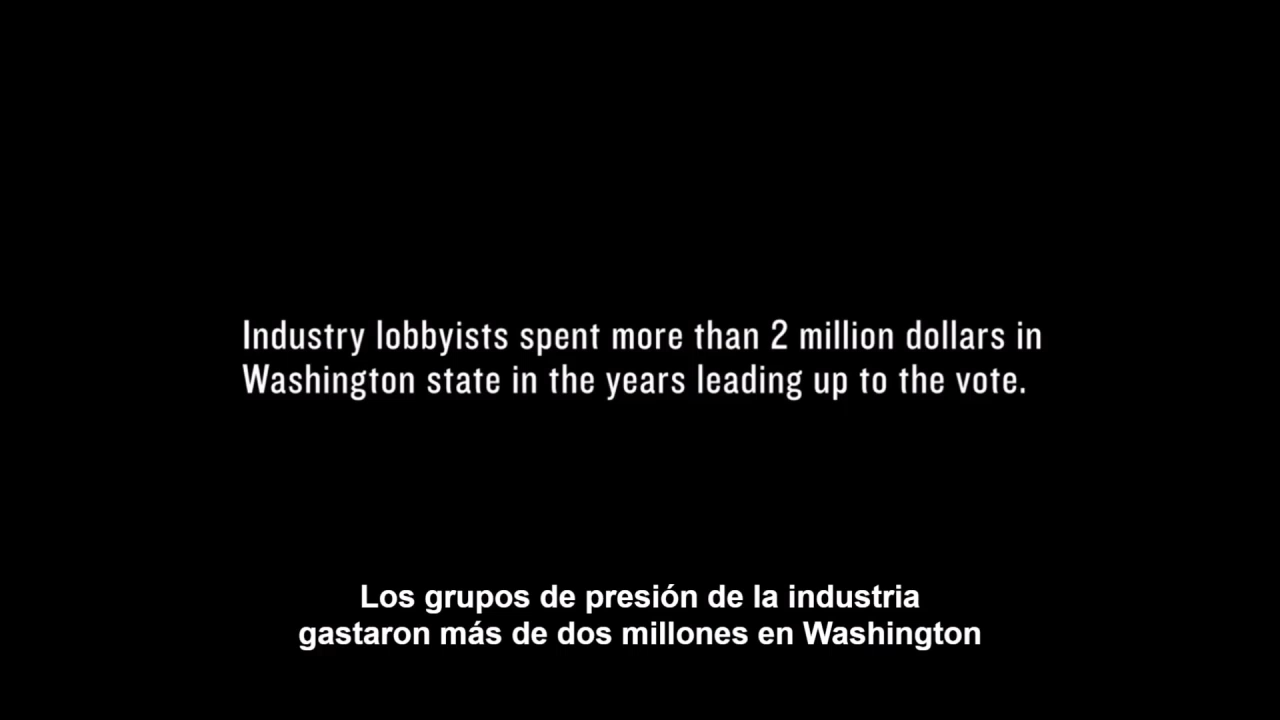 Industry lobbyists spent more than 2 million dollars in
Washington state in the years leading up to the vote.
Los grupos de presión de la industria
gastaron más de dos millones en Washington